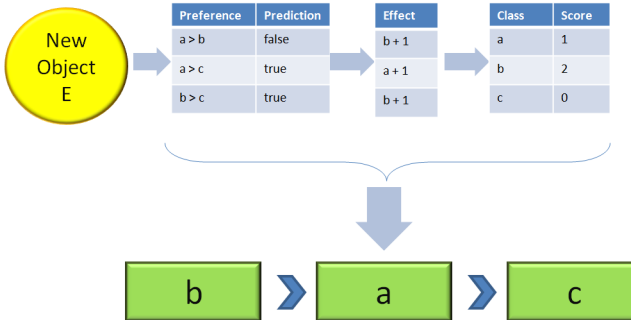 New
Object
E
Preference Prediction
a > b false
a > c true
b > c true
Effect
b + 1
a + 1
b + 1
Class Score
a 1
b 2
c 0
b a c